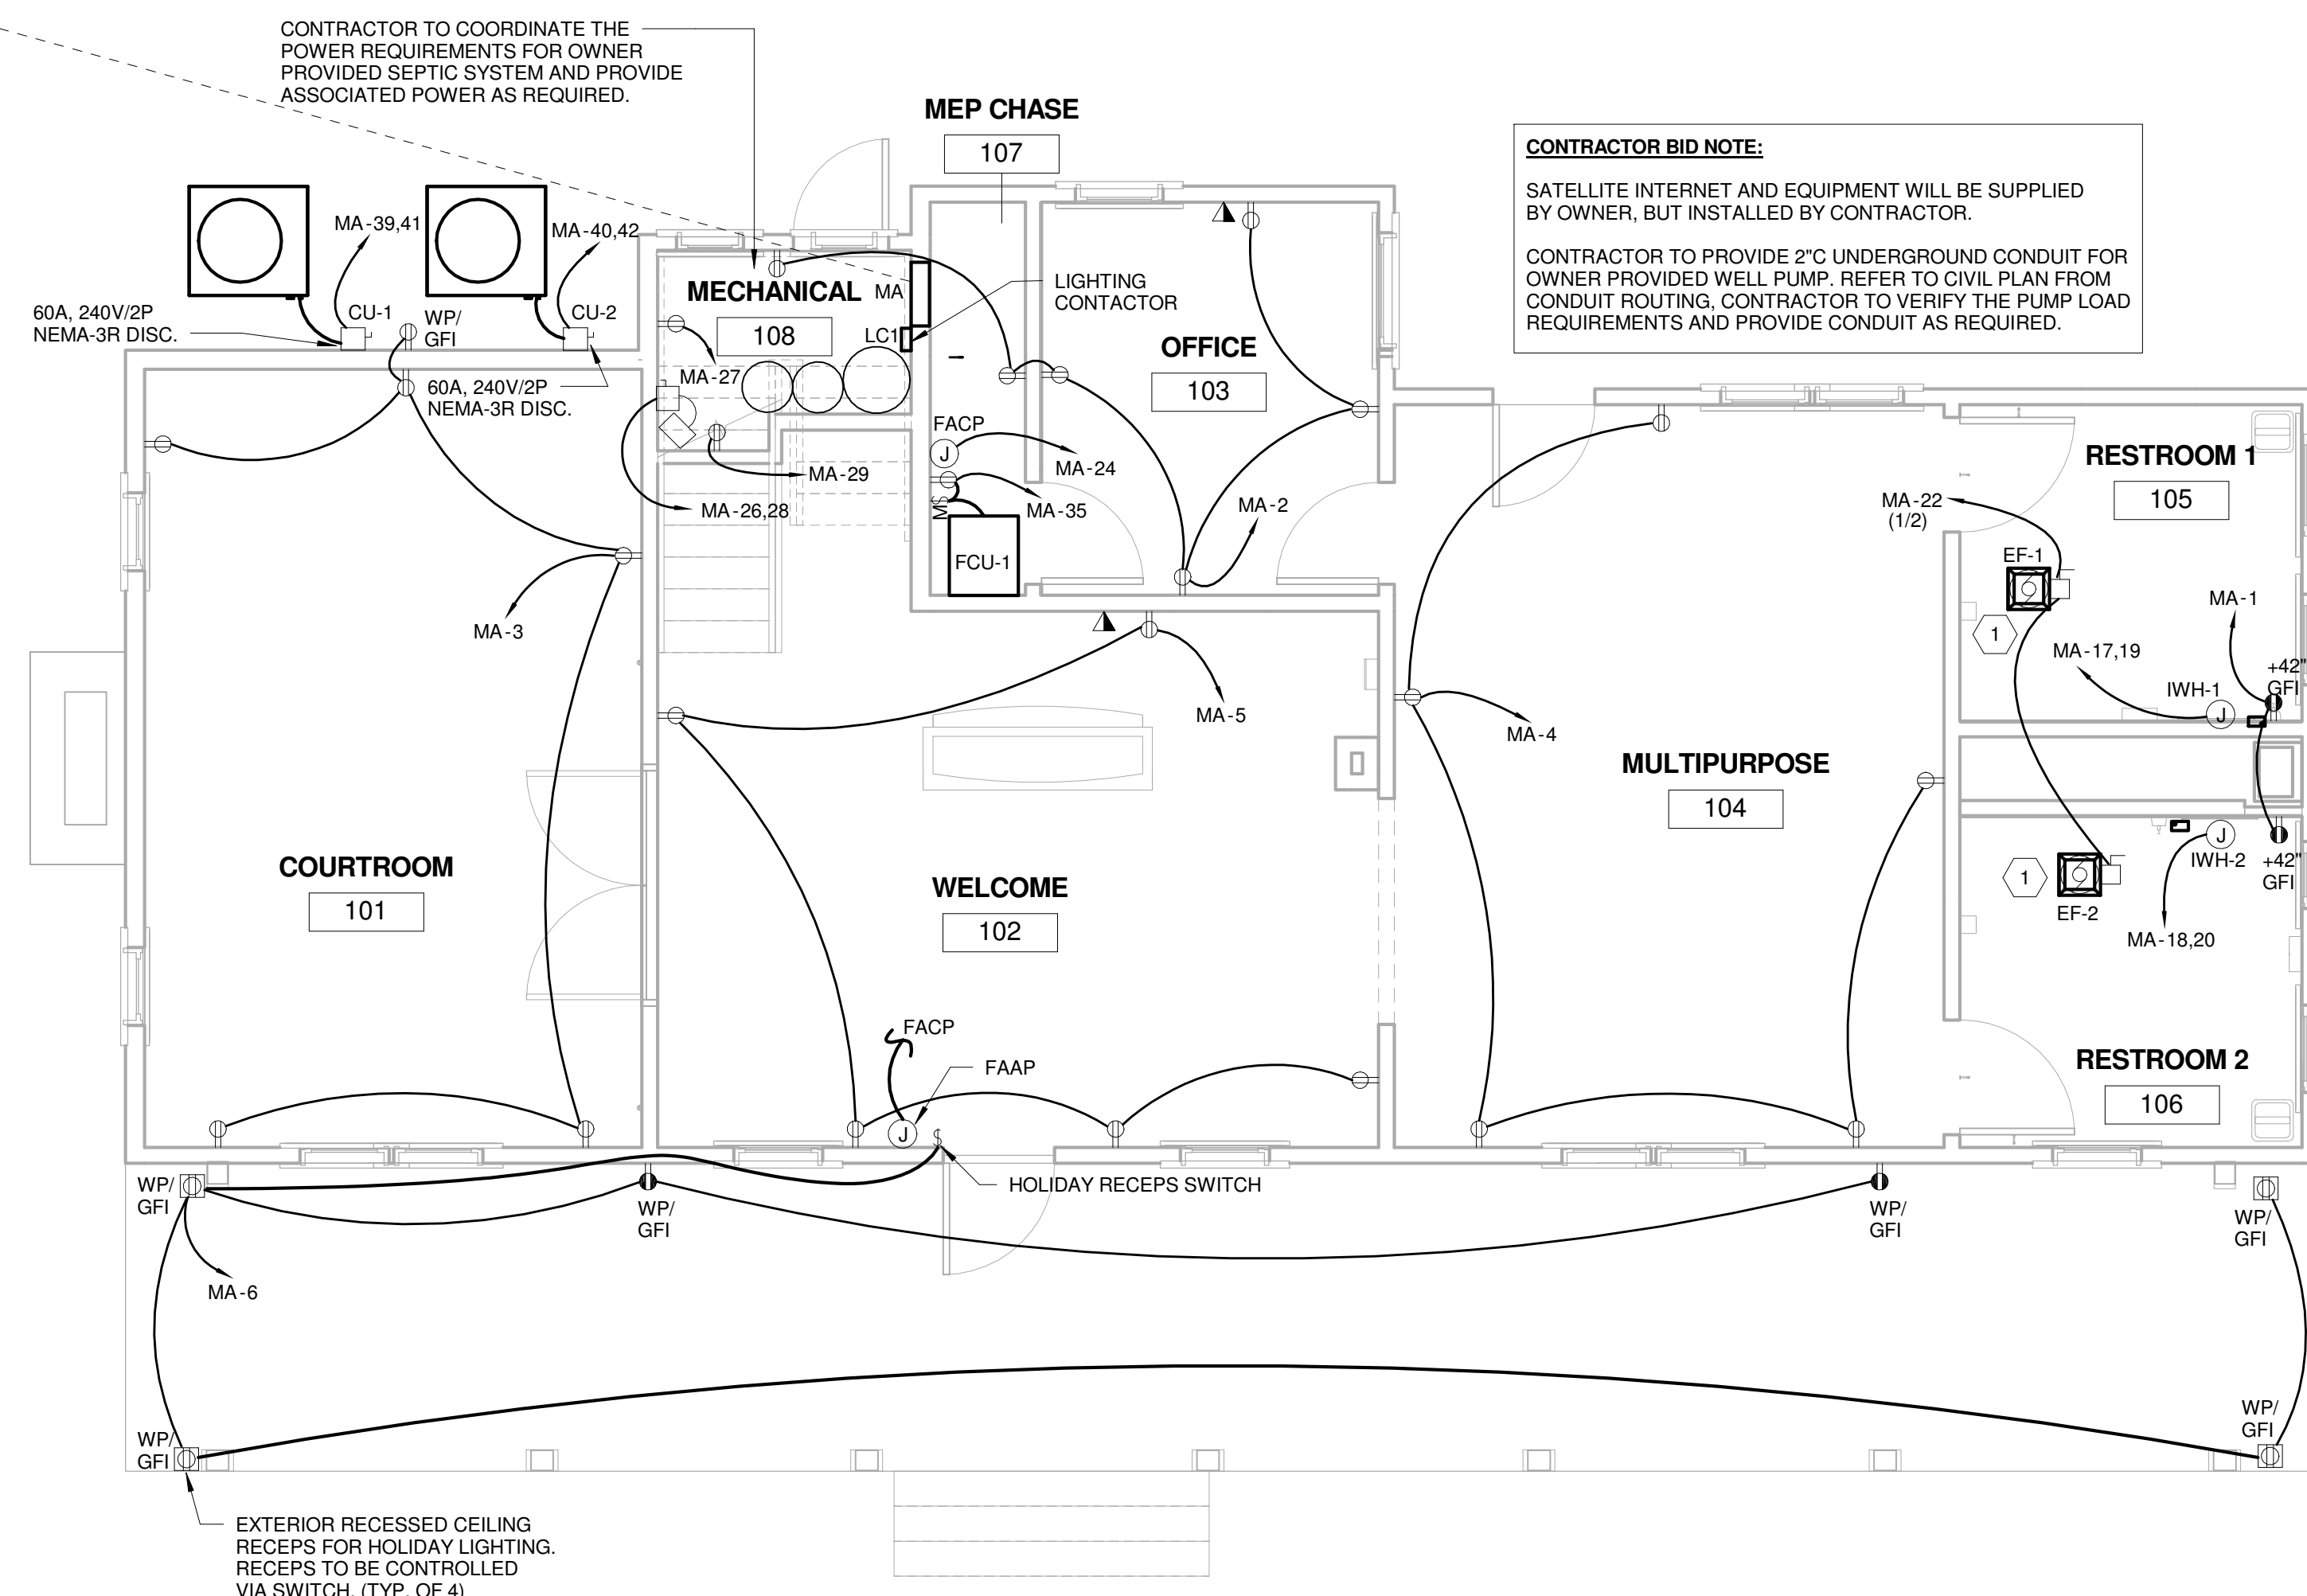 CONTRACTOR TO COORDINATE THE
POWER REQUIREMENTS FOR OWNER
PROVIDED SEPTIC SYSTEM AND PROVIDE
ASSOCIATED POWER AS REQUIRED.
MEP CHASE
107
CONTRACTOR BID NOTE:
SATELLITE INTERNET AND EQUIPMENT WILL BE SUPPLIED
BY OWNER, BUT INSTALLED BY CONTRACTOR.
CONTRACTOR TO PROVIDE 2"C UNDERGROUND CONDUIT FOR
OWNER PROVIDED WELL PUMP. REFER TO CIVIL PLAN FROM
CONDUIT ROUTING, CONTRACTOR TO VERIFY THE PUMP LOAD
REQUIREMENTS AND PROVIDE CONDUIT AS REQUIRED.
MA-39,41
MA-40,42
60A, 240V/2P
NEMA-3R DISC.
CU-1
WP/
GFI
CU-2
60A, 240V/2P
NEMA-3R DISC.
MECHANICAL
108
MA
LC1
LIGHTING
CONTACTOR
OFFICE
103
MA-27
MA-29
MA-26,28
FACP
J
MA-24
MS
MA-35
FCU-1
MA-2
MA-3
MA-5
MA-4
MA-22
(1/2)
RESTROOM 1
105
EF-1
1
MA-1
MA-17,19
IWH-1
J
+42"
GFI
MULTIPURPOSE
104
COURTROOM
101
WELCOME
102
J
IWH-2
+42"
GFI
1
EF-2
MA-18,20
RESTROOM 2
106
FACP
FAAP
J
$
HOLIDAY RECEPS SWITCH
WP/
GFI
WP/
GFI
WP/
GFI
WP/
GFI
MA-6
WP/
GFI
WP/
GFI
EXTERIOR RECESSED CEILING
RECEPS FOR HOLIDAY LIGHTING.
RECEPS TO BE CONTROLLED
VIA SWITCH. (TYP. OF 4)